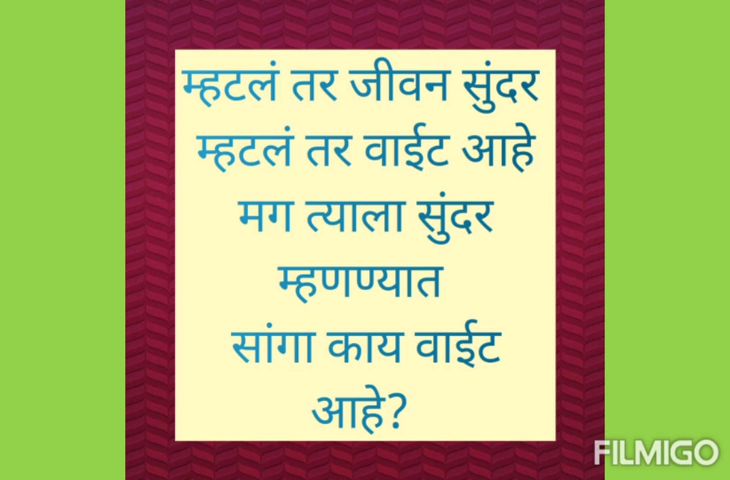 म्हटलं तर जीवन सुंदर
म्हटलं तर वाईट आहे
मग त्याला सुंदर
म्हणण्यात
सांगा काय वाईट
आहे?
FILMIGO